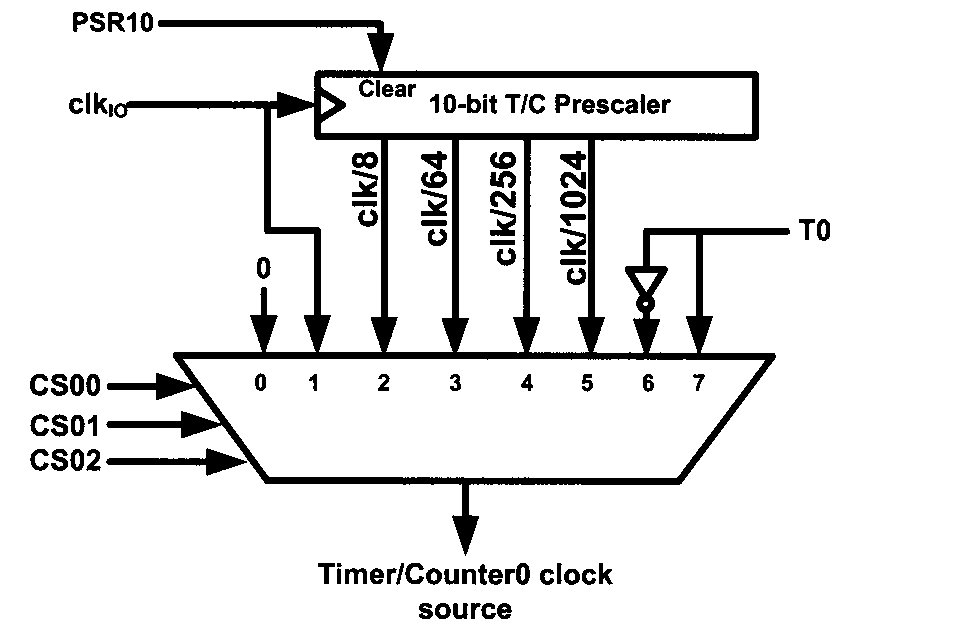 PSR10
Clear
clkIO
10-bit T/C Prescaler
clk/8
clk/64
clk/256
clk/1024
T0
0
0 1 2 3 4 5 6 7
CS00
CS01
CS02
Timer/Counter0 clock
source